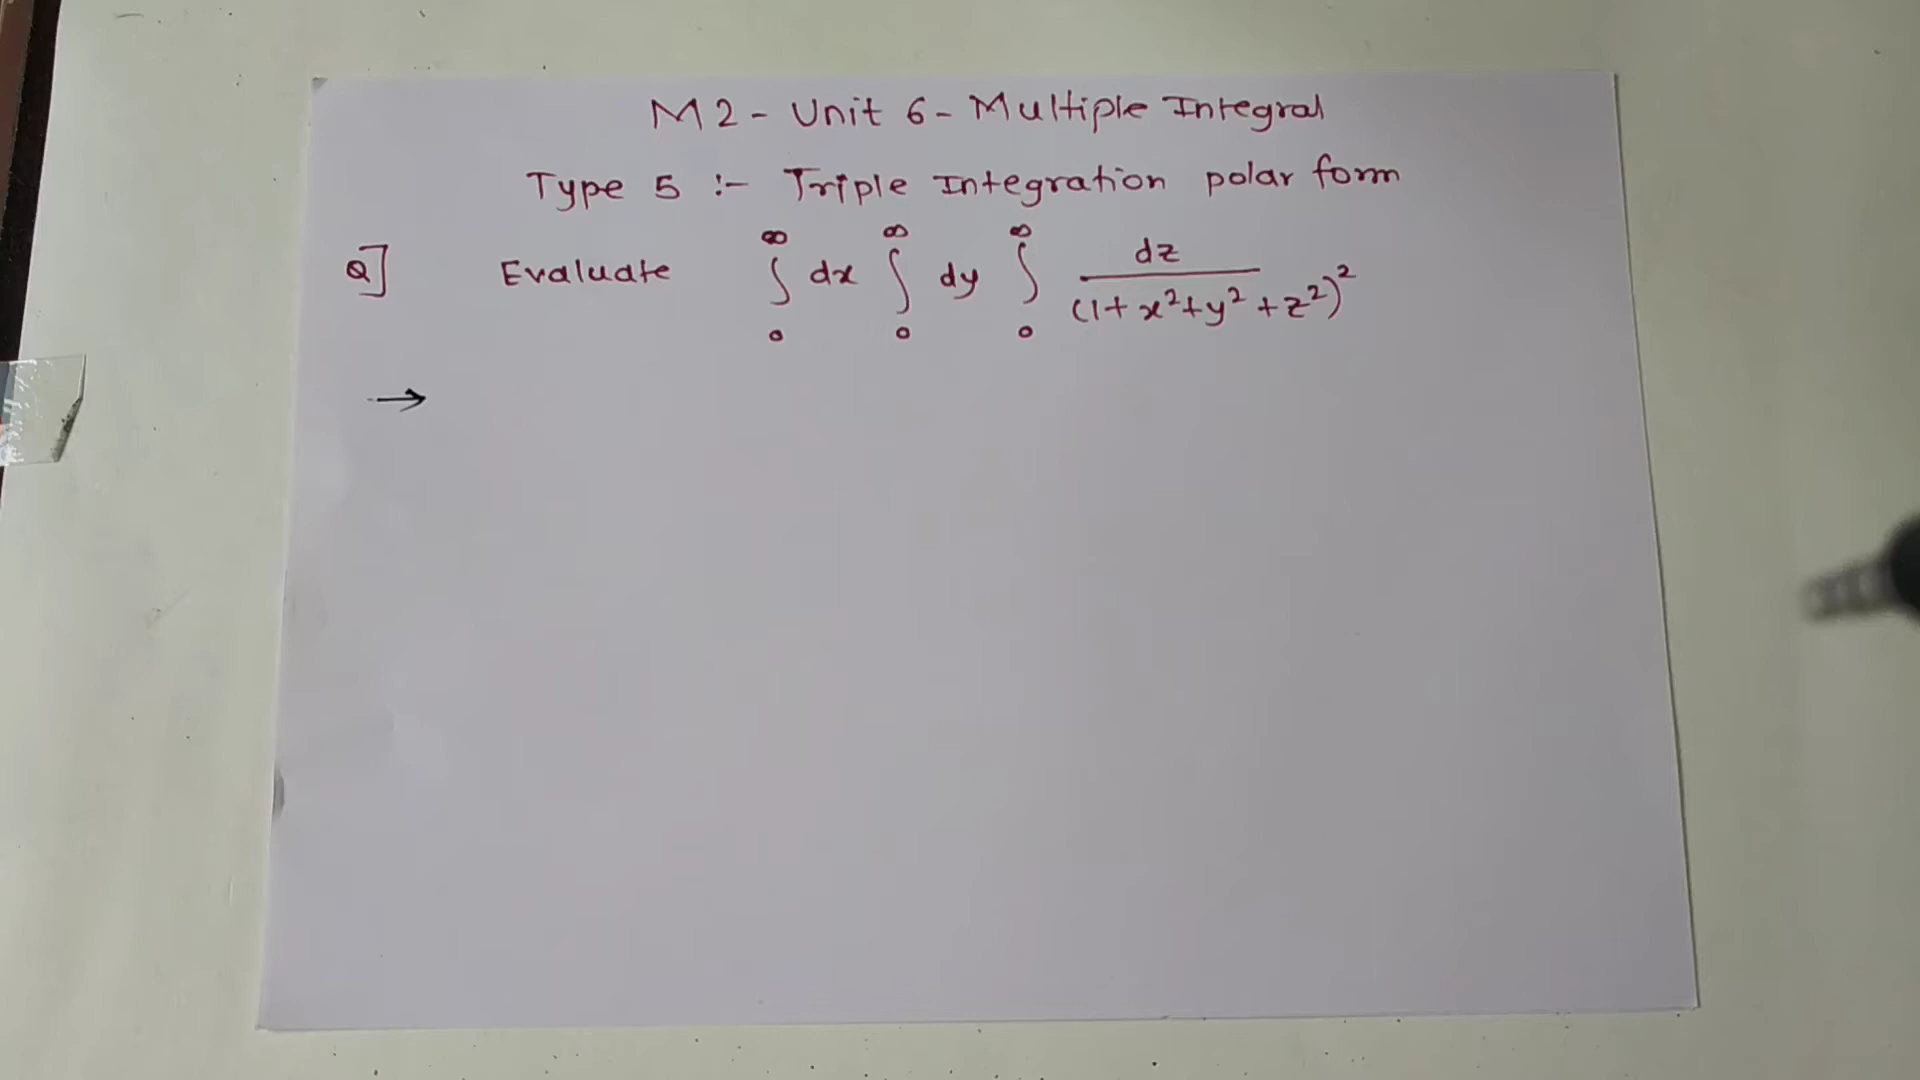 M2 - Unit 6 - Multiple Integral
Type 5 :- Triple Integration polar form
Q] Evaluate ∫₀^∞ dx ∫₀^∞ dy ∫₀^∞ dz/(1+x²+y²+z²)²
→